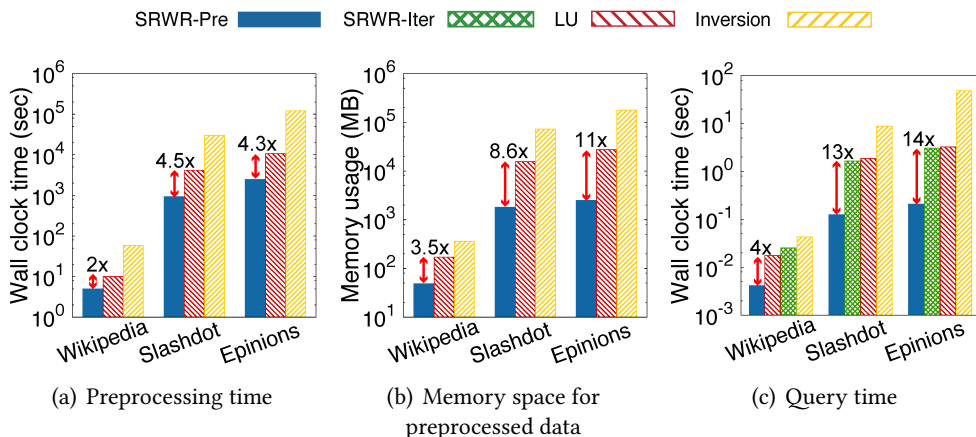 SRWR-Pre SRWR-Iter LU Inversion
Wall clock time (sec)
10^6
10^5
10^4
10^3
10^2
10^1
10^0
2x
4.5x
4.3x
Wikipedia Slashdot Epinions
(a) Preprocessing time
Memory usage (MB)
10^6
10^5
10^4
10^3
10^2
10^1
3.5x
8.6x
11x
Wikipedia Slashdot Epinions
(b) Memory space for
preprocessed data
Wall clock time (sec)
10^2
10^1
10^0
10^-1
10^-2
10^-3
4x
13x
14x
Wikipedia Slashdot Epinions
(c) Query time